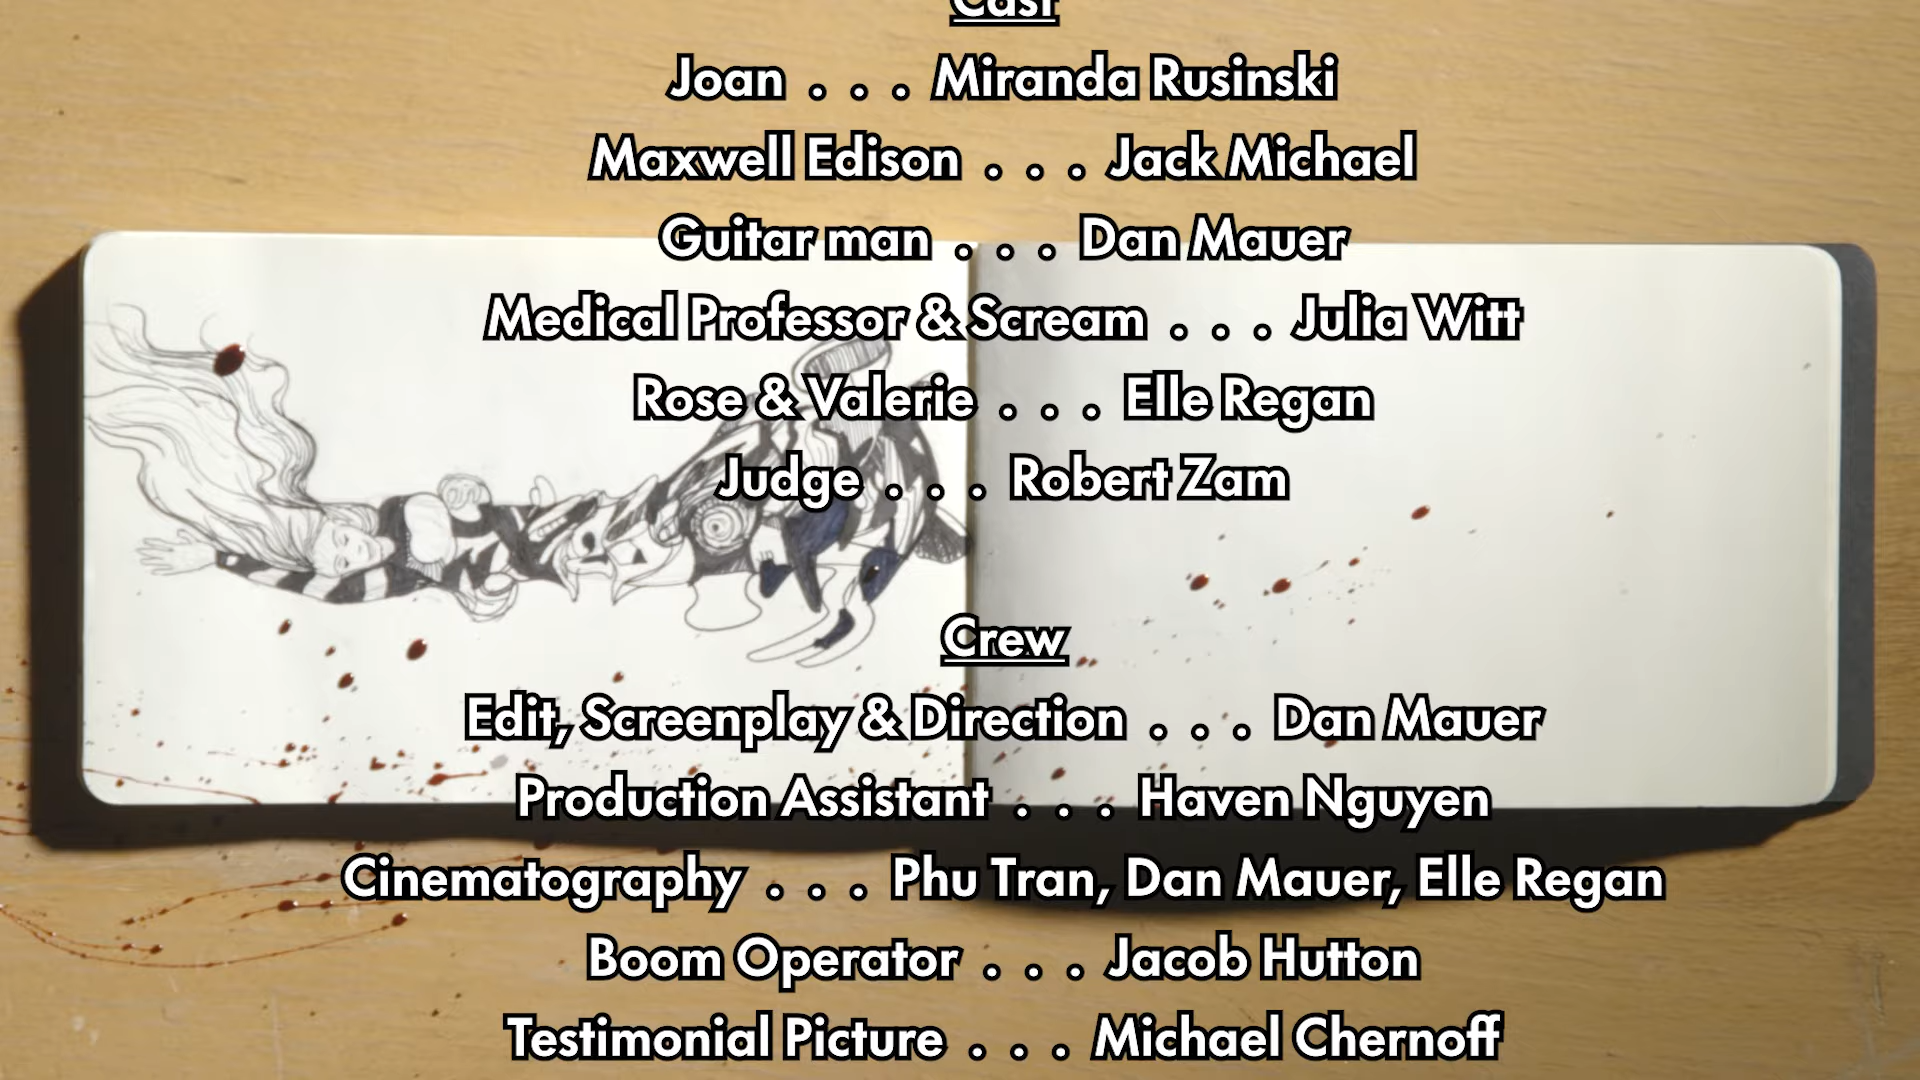 Cast
Joan . . . Miranda Rusinski
Maxwell Edison . . . Jack Michael
Guitar man . . . Dan Mauer
Medical Professor & Scream . . . Julia Witt
Rose & Valerie . . . Elle Regan
Judge . . . Robert Zam
Crew
Edit, Screenplay & Direction . . . Dan Mauer
Production Assistant . . . Haven Nguyen
Cinematography . . . Phu Tran, Dan Mauer, Elle Regan
Boom Operator . . . Jacob Hutton
Testimonial Picture . . . Michael Chernoff